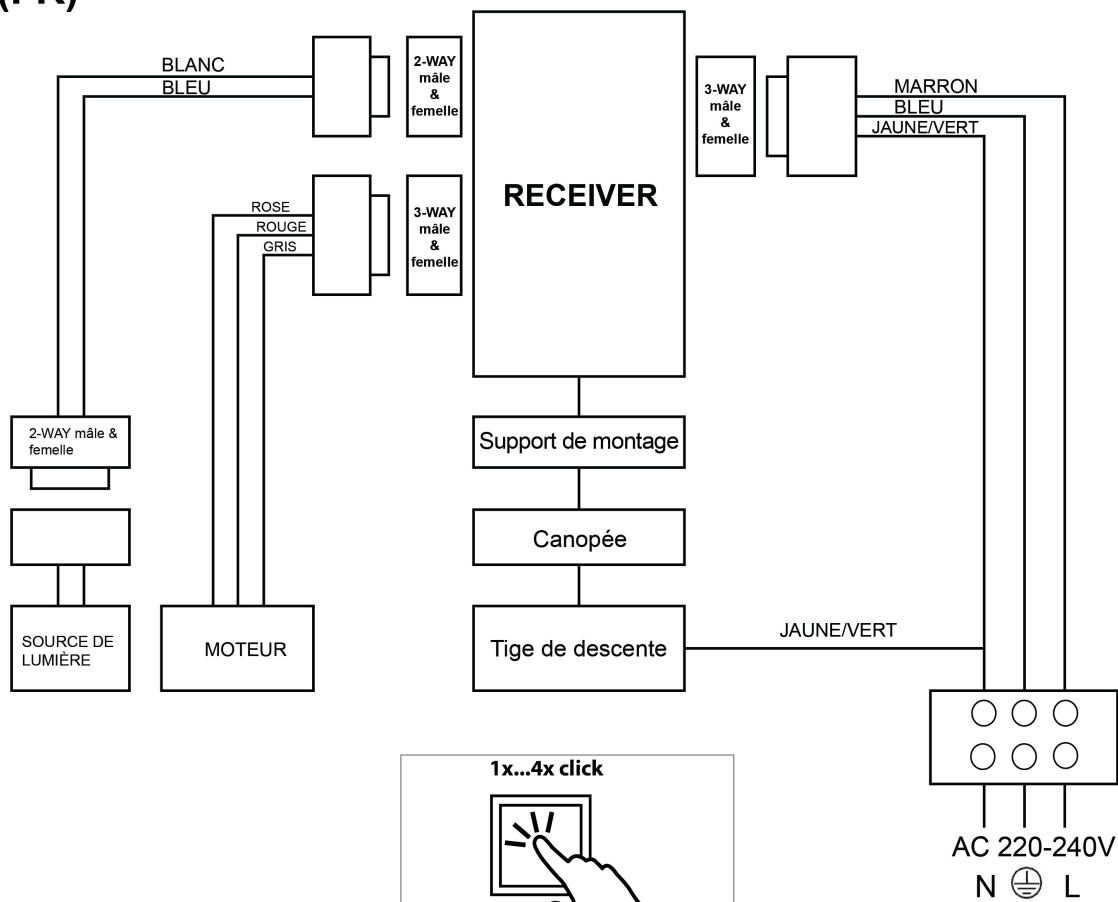 (FR)
BLANC
BLEU
2-WAY
mâle
&
femelle
RECEIVER
3-WAY
mâle
&
femelle
MARRON
BLEU
JAUNE/VERT
ROSE
ROUGE
GRIS
3-WAY
mâle
&
femelle
2-WAY mâle &
femelle
Support de montage
Canopée
SOURCE DE
LUMIÈRE
MOTEUR
Tige de descente
JAUNE/VERT
1x...4x click
AC 220-240V
N L